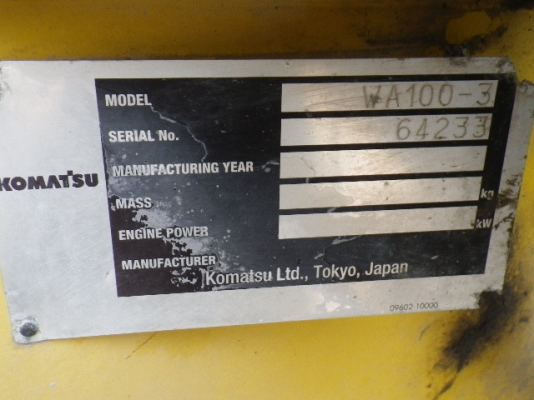 MODEL WA100-3
SERIAL No. 64233
MANUFACTURING YEAR
KOMATSU
MASS kg
ENGINE POWER kW
MANUFACTURER
Komatsu Ltd., Tokyo, Japan
09602-10000